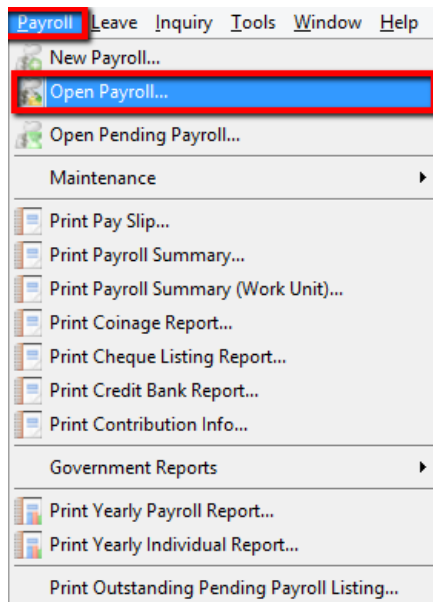 Payroll Leave Inquiry Tools Window Help
New Payroll...
Open Payroll...
Open Pending Payroll...
Maintenance
Print Pay Slip...
Print Payroll Summary...
Print Payroll Summary (Work Unit)...
Print Coinage Report...
Print Cheque Listing Report...
Print Credit Bank Report...
Print Contribution Info...
Government Reports
Print Yearly Payroll Report...
Print Yearly Individual Report...
Print Outstanding Pending Payroll Listing...